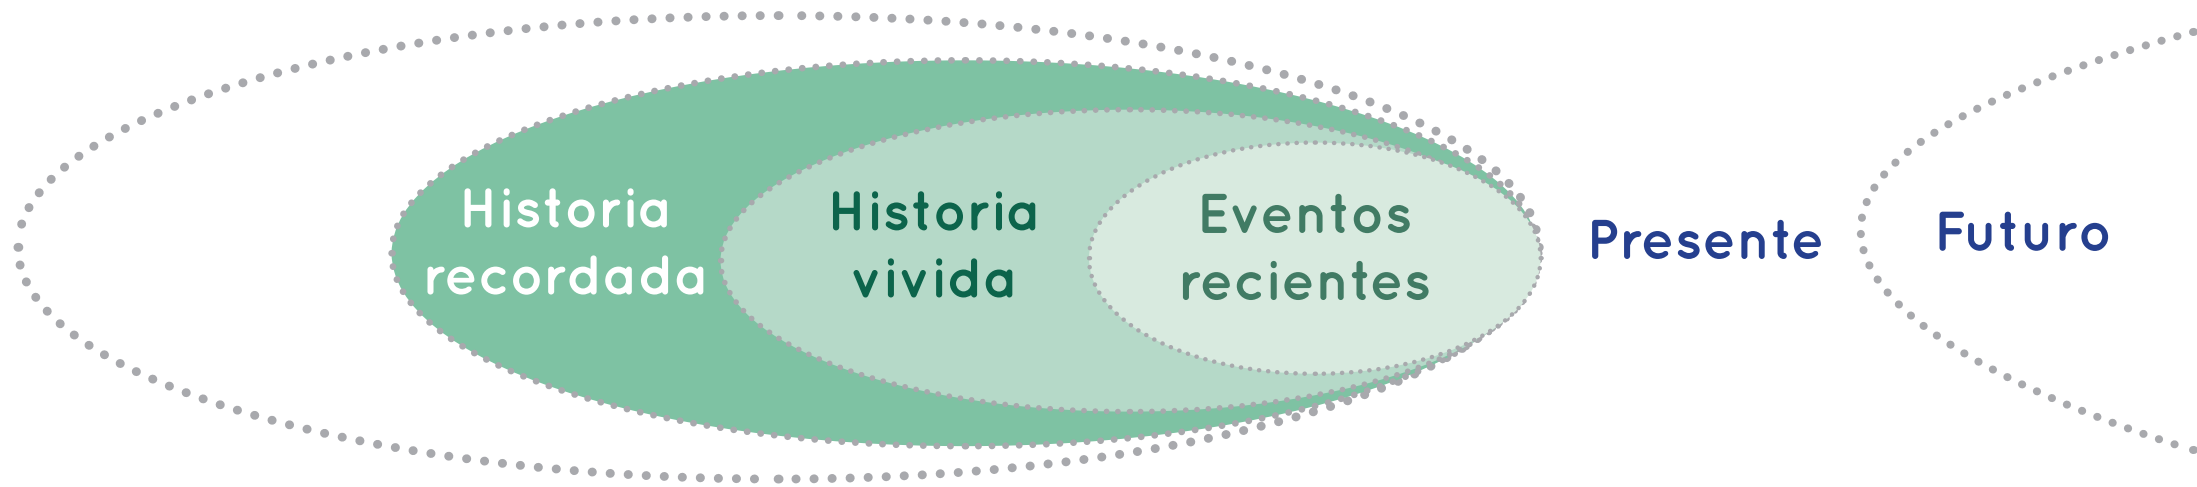 Historia
recordada
Historia
vivida
Eventos
recientes
Presente
Futuro